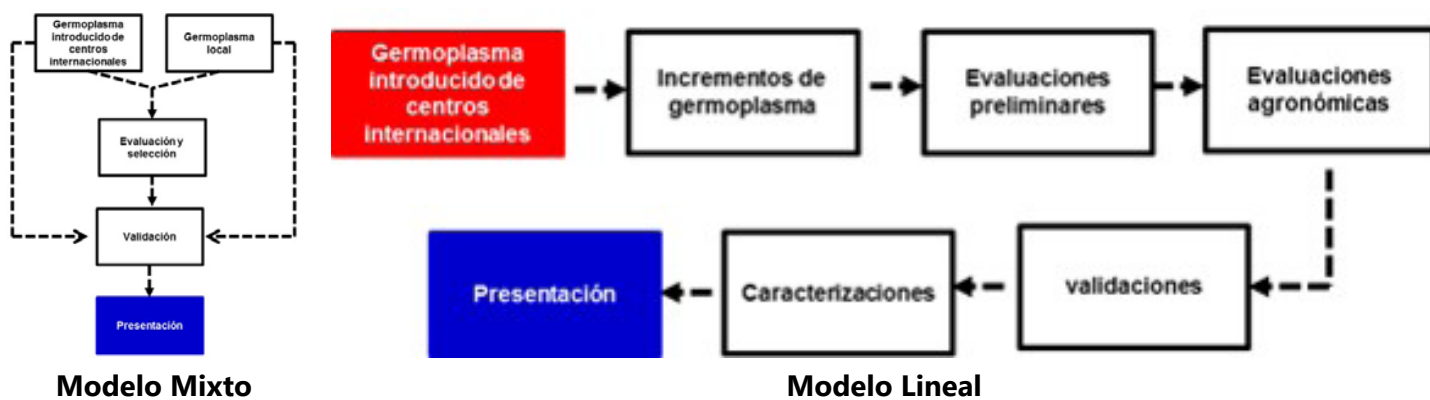 Germoplasma
introducido de
centros
internacionales
Germoplasma
local
Evaluación y
selección
Validación
Presentación
Modelo Mixto
Germoplasma
introducido de
centros
internacionales
Incrementos de
germoplasma
Evaluaciones
preliminares
Evaluaciones
agronómicas
validaciones
Caracterizaciones
Presentación
Modelo Lineal